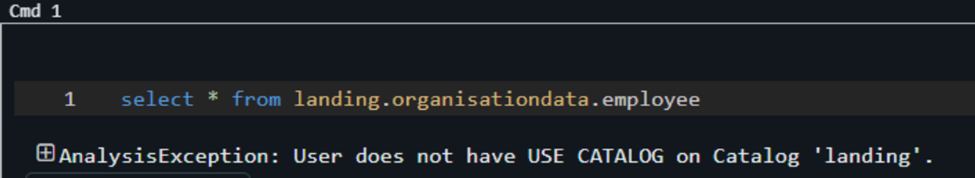 Cmd 1
1 select * from landing.organisationdata.employee
AnalysisException: User does not have USE CATALOG on Catalog 'landing'.